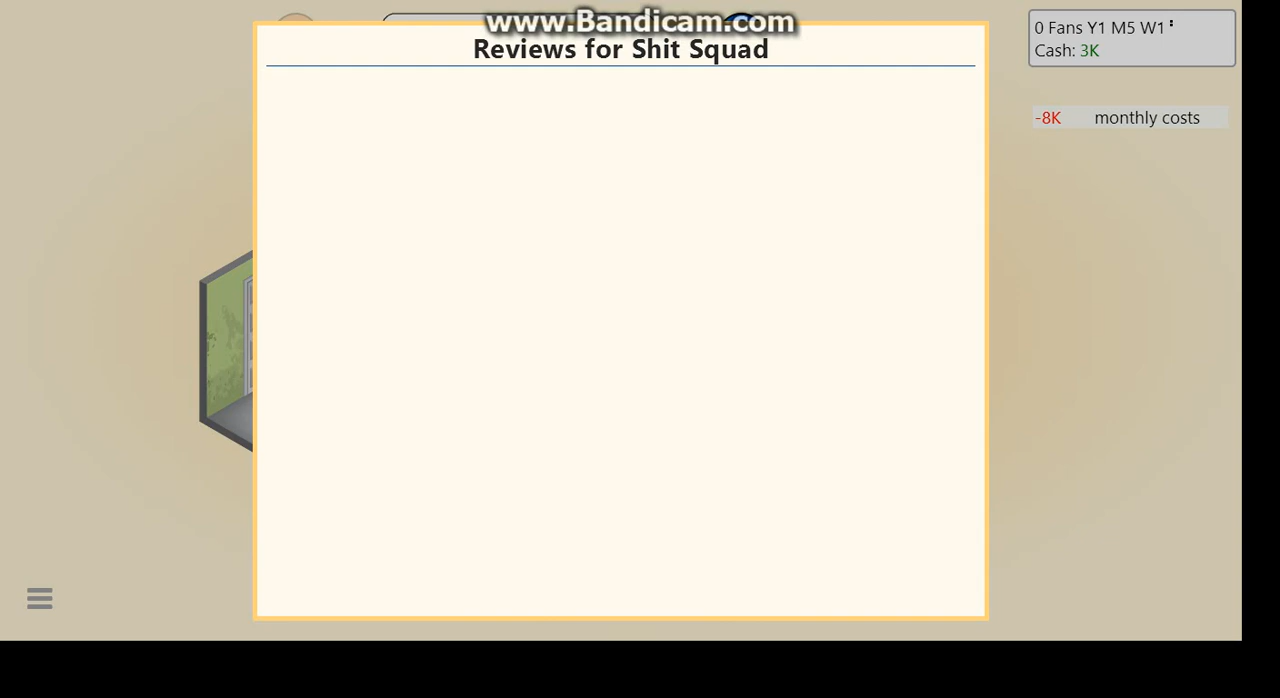 www.Bandicam.com
Reviews for Shit Squad
0 Fans Y1 M5 W1
Cash: 3K
-8K monthly costs